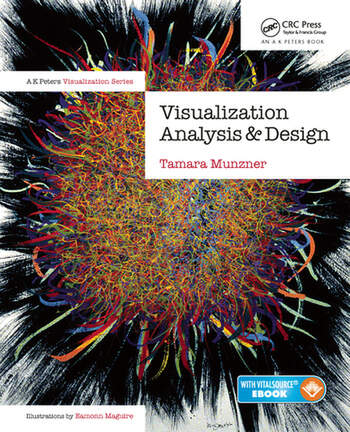 CRC Press
Taylor & Francis Group
AN A K PETERS BOOK
A K Peters Visualization Series
Visualization
Analysis & Design
Tamara Munzner
WITH VITALSOURCE®
EBOOK
Illustrations by Eamonn Maguire